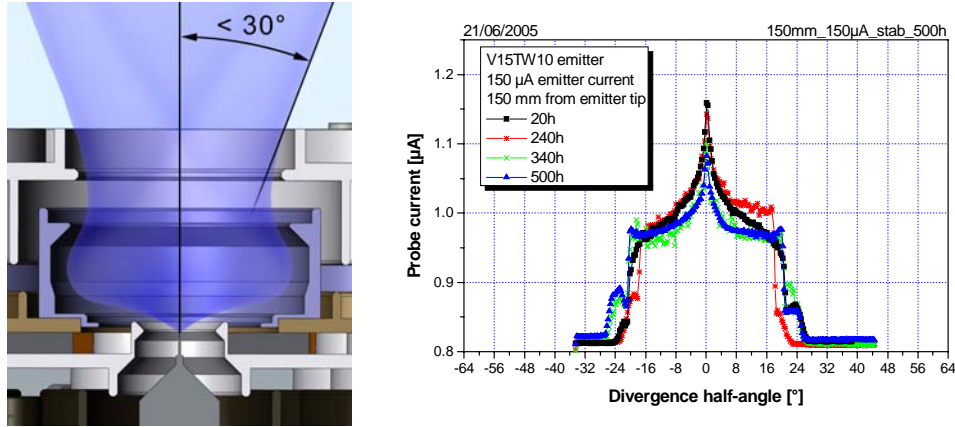 < 30°
21/06/2005
150mm_150µA_stab_500h
V15TW10 emitter
150 µA emitter current
150 mm from emitter tip
20h
240h
340h
500h
1.2
1.1
1.0
0.9
0.8
Probe current [µA]
-64 -56 -48 -40 -32 -24 -16 -8 0 8 16 24 32 40 48 56 64
Divergence half-angle [°]